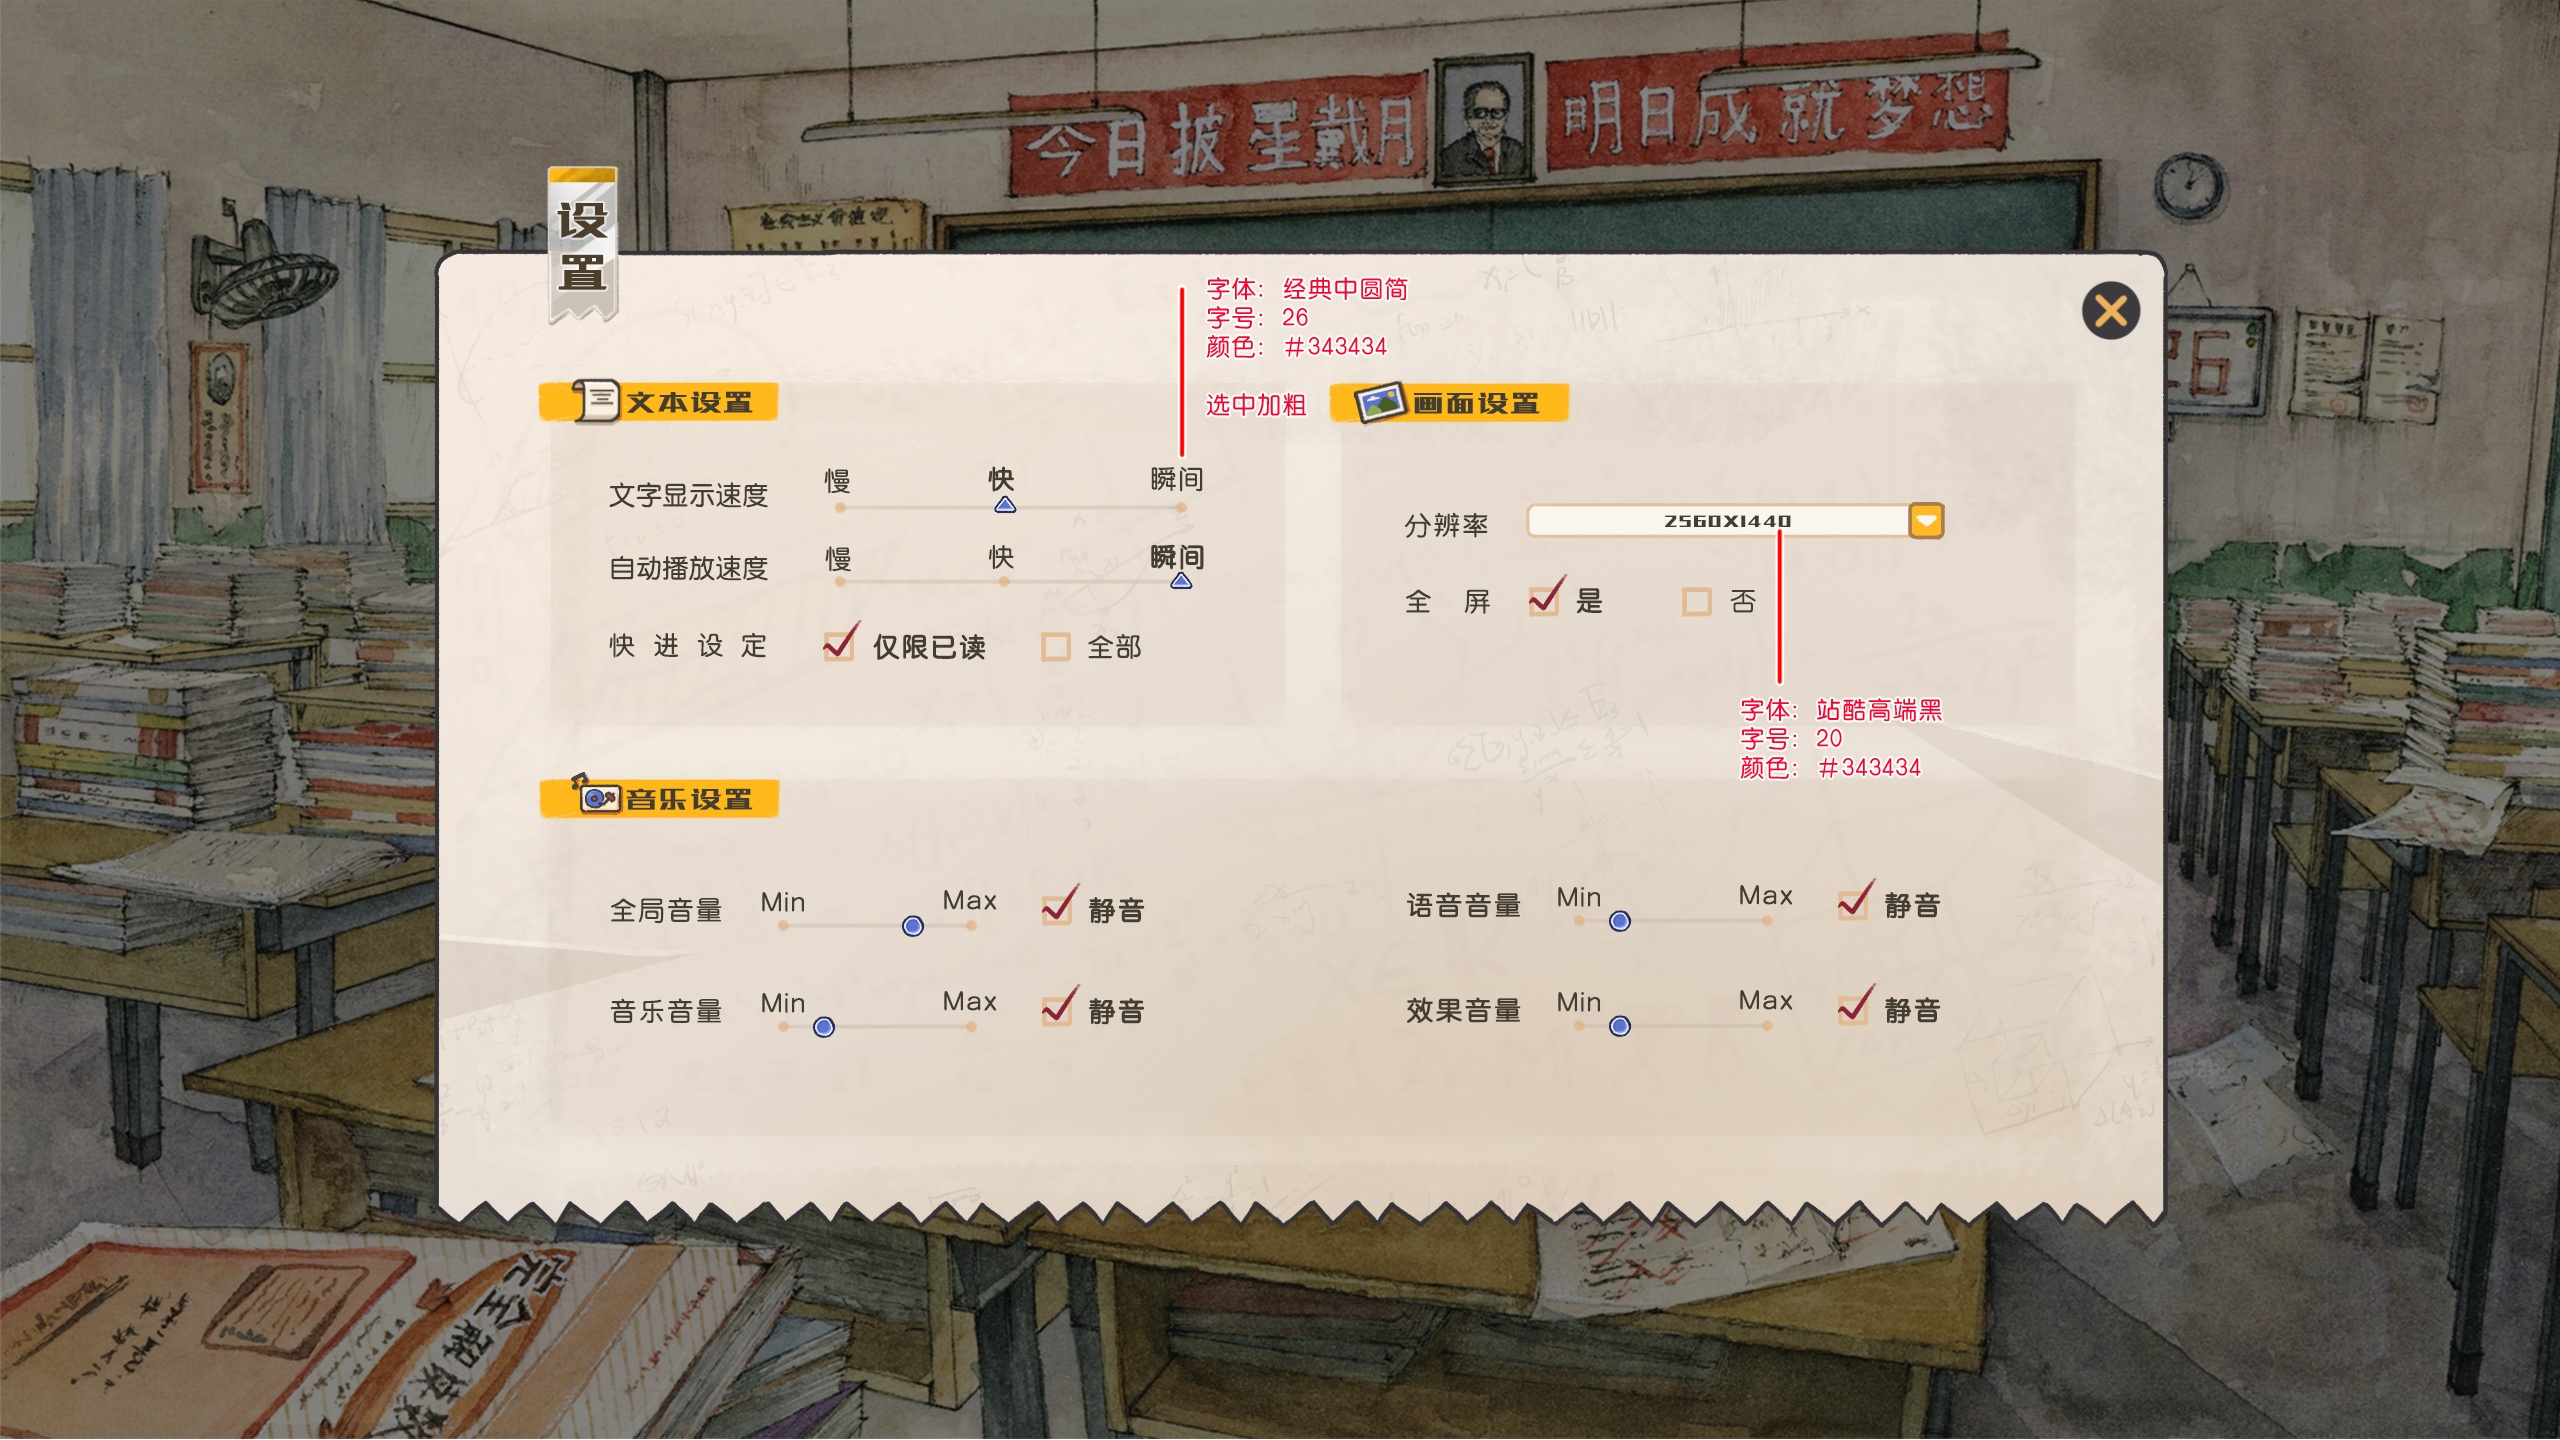 今日披星戴月
明日成就梦想
设置
字体： 经典中圆简
字号： 26
颜色： #343434
选中加粗
26
文本设置
文字显示速度 慢 快 瞬间
自动播放速度 慢 快 瞬间
快进设定 仅限已读 全部
画面设置
分辨率 2560X1440
全屏 是 否
字体： 站酷高端黑
字号： 20
颜色： #343434
音乐设置
全局音量 Min Max 静音
语音音量 Min Max 静音
音乐音量 Min Max 静音
效果音量 Min Max 静音